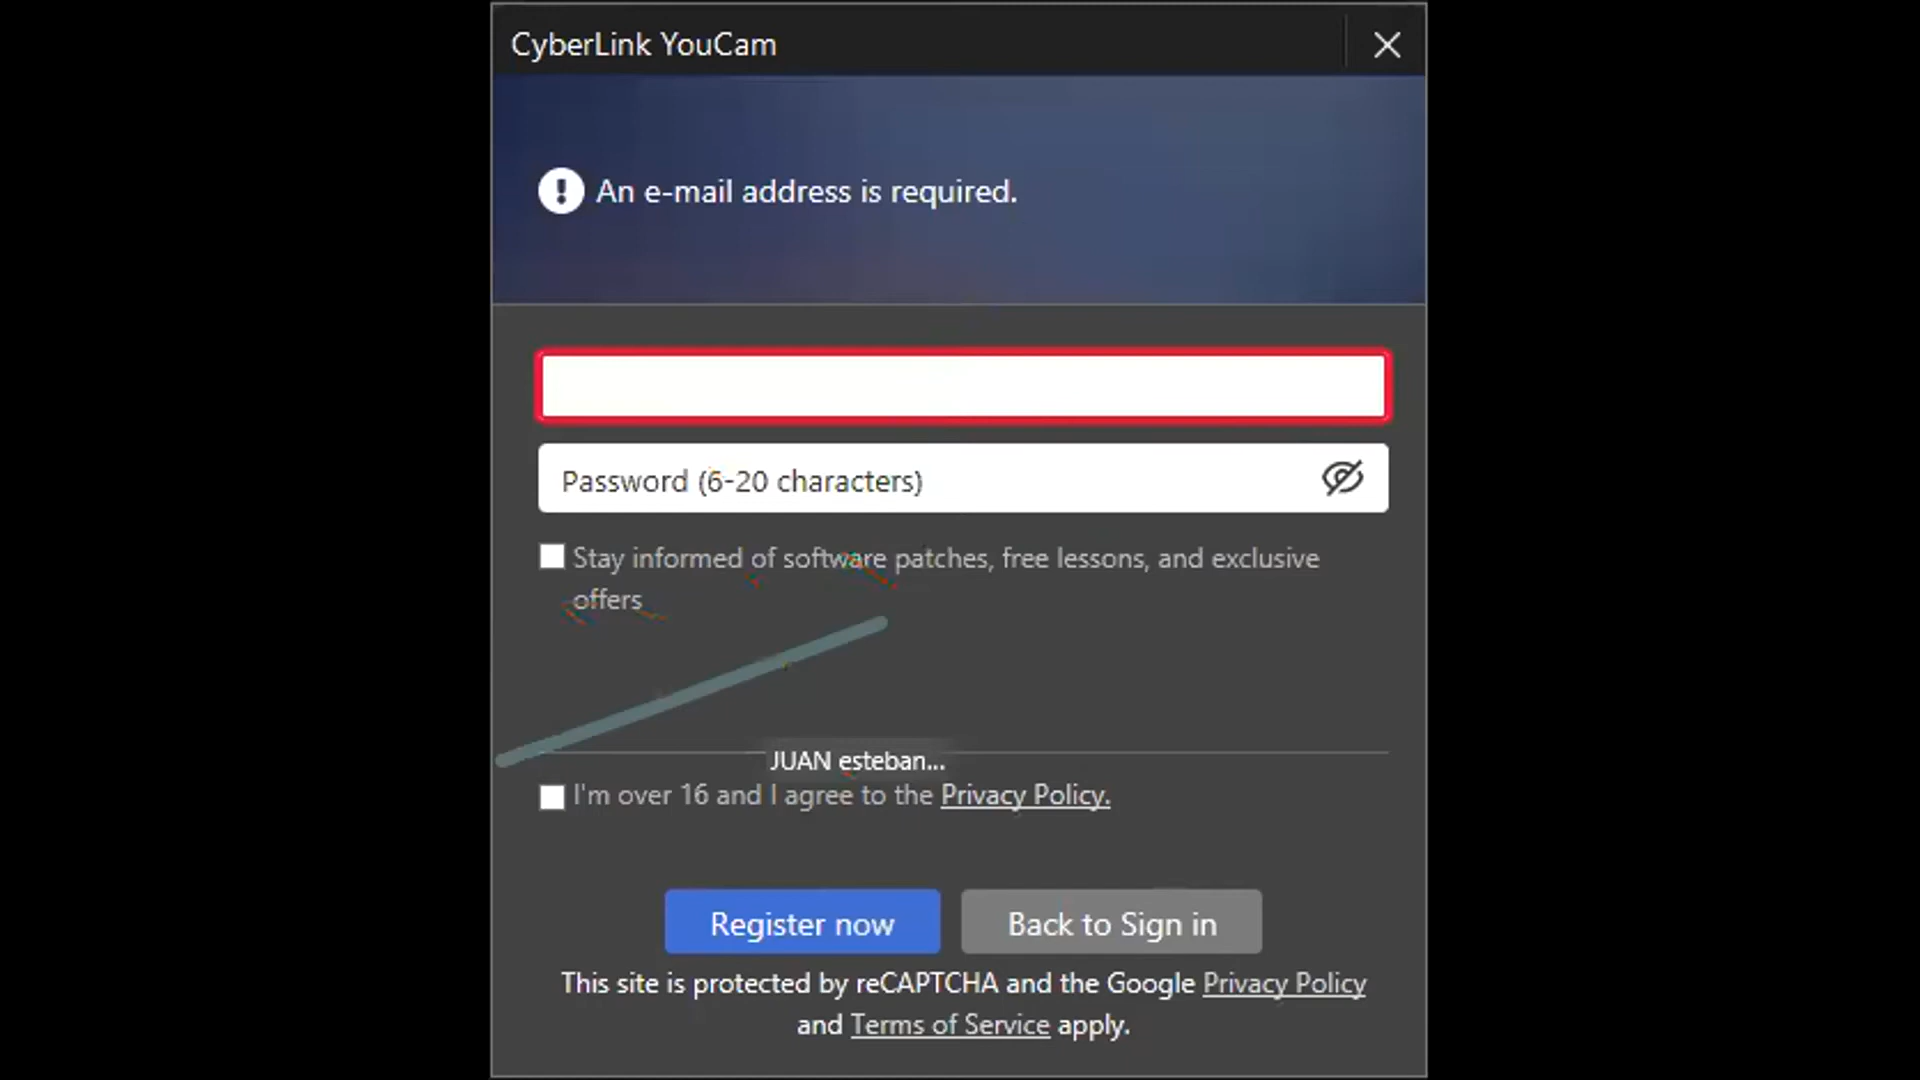 CyberLink YouCam
An e-mail address is required.
Password (6-20 characters)
Stay informed of software patches, free lessons, and exclusive
offers
JUAN esteban...
I'm over 16 and I agree to the Privacy Policy.
Register now
Back to Sign in
This site is protected by reCAPTCHA and the Google Privacy Policy
and Terms of Service apply.